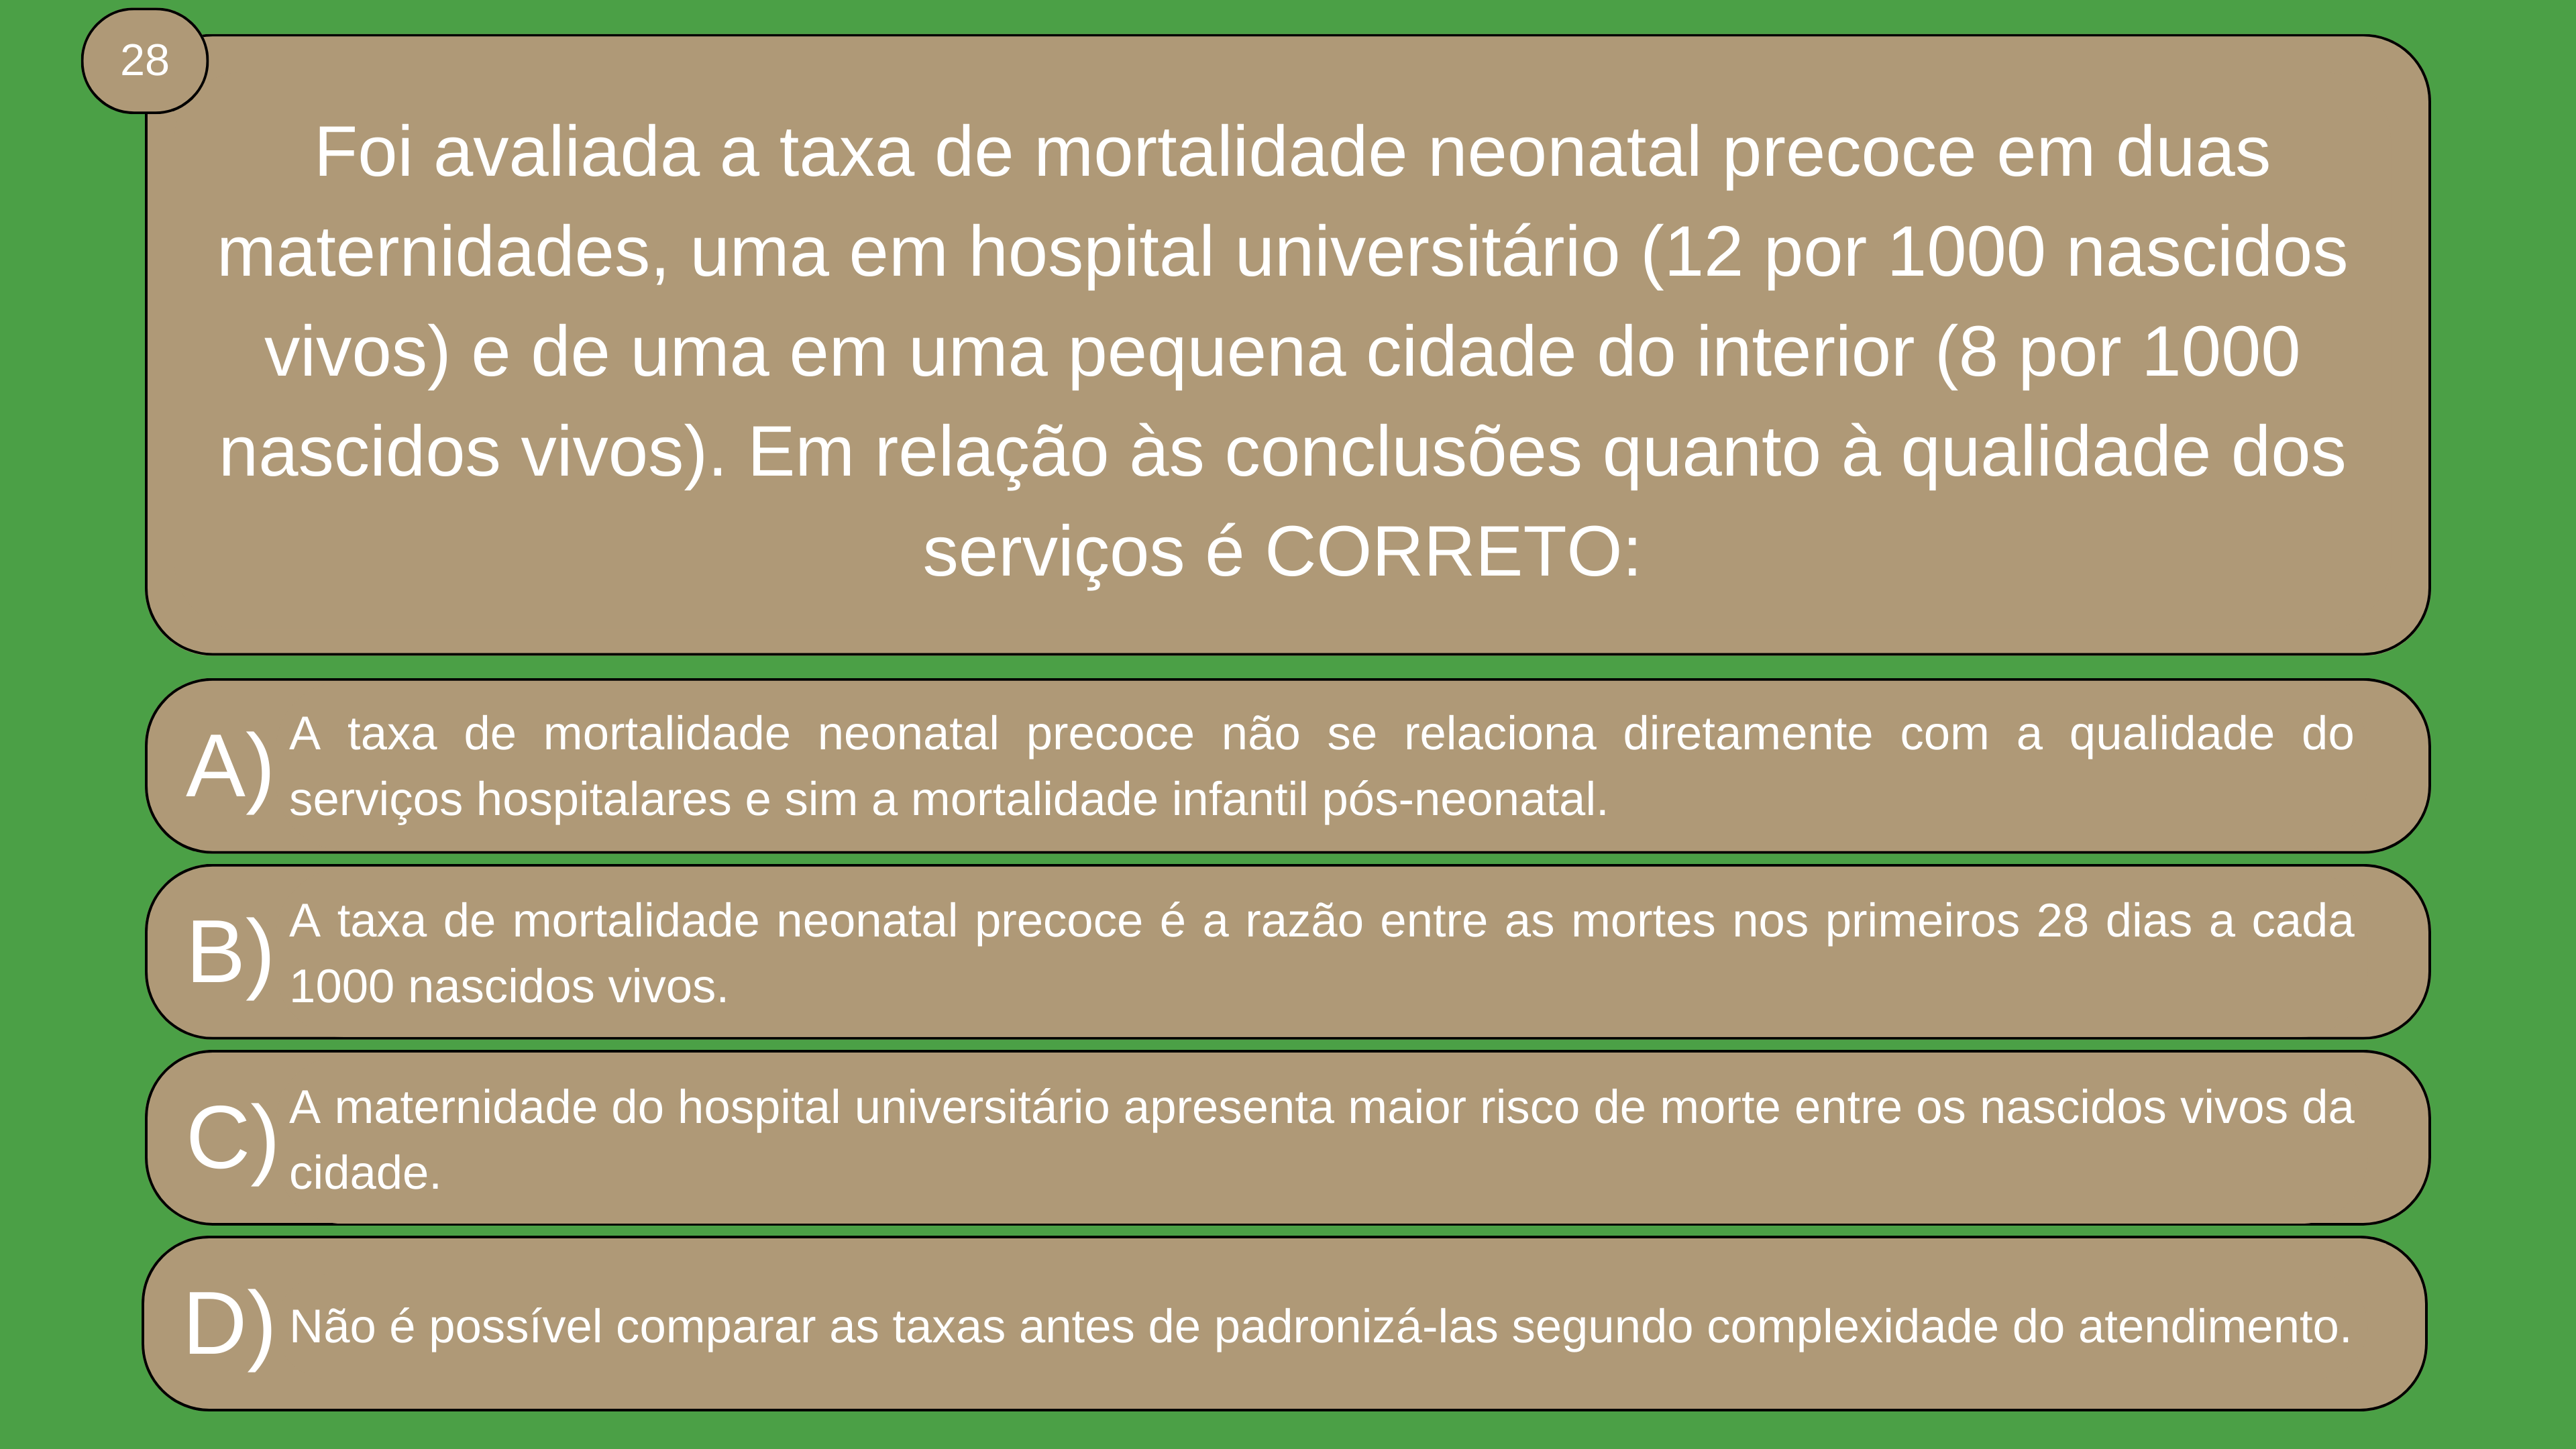 28
Foi avaliada a taxa de mortalidade neonatal precoce em duas
maternidades, uma em hospital universitário (12 por 1000 nascidos
vivos) e de uma em uma pequena cidade do interior (8 por 1000
nascidos vivos). Em relação às conclusões quanto à qualidade dos
serviços é CORRETO:
A) A taxa de mortalidade neonatal precoce não se relaciona diretamente com a qualidade do
serviços hospitalares e sim a mortalidade infantil pós-neonatal.
B) A taxa de mortalidade neonatal precoce é a razão entre as mortes nos primeiros 28 dias a cada
1000 nascidos vivos.
C) A maternidade do hospital universitário apresenta maior risco de morte entre os nascidos vivos da
cidade.
D) Não é possível comparar as taxas antes de padronizá-las segundo complexidade do atendimento.